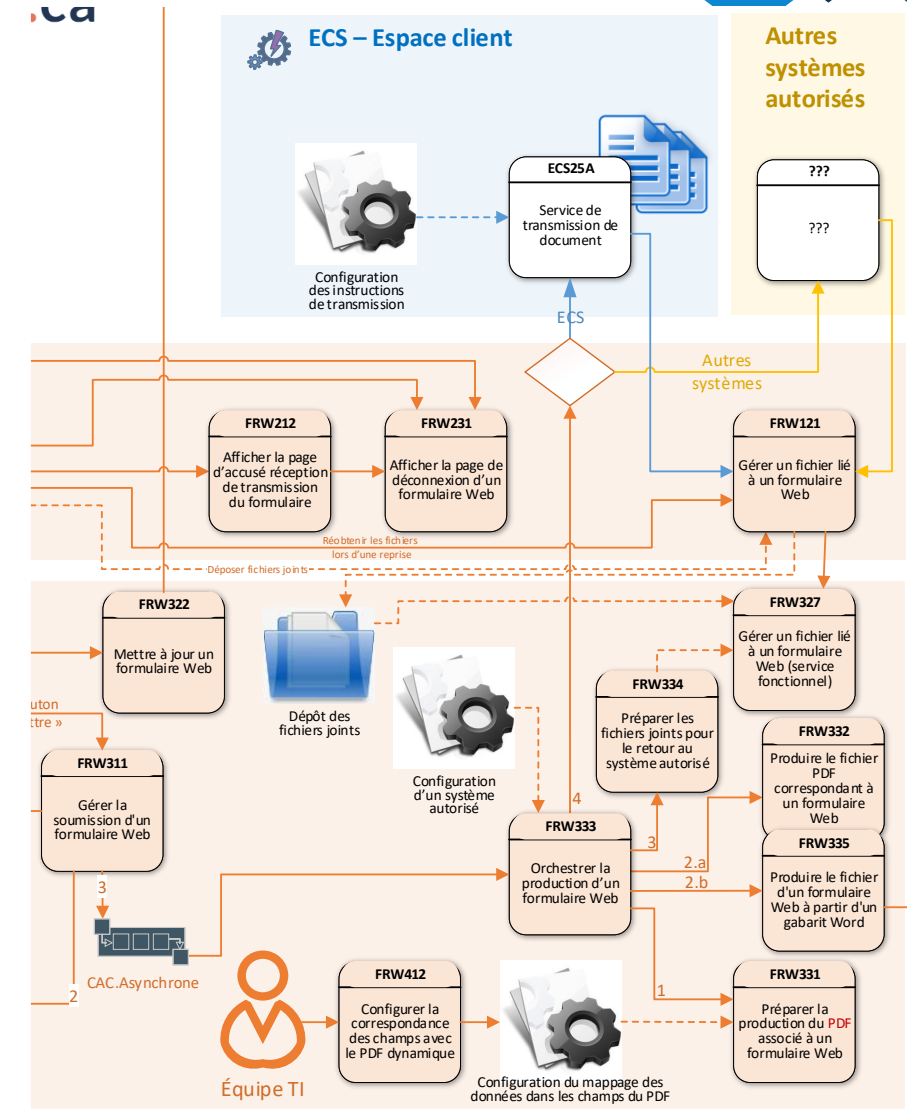 .ca
ECS – Espace client
Autres
systèmes
autorisés
ECS25A
Service de
transmission de
document
???
???
Configuration
des instructions
de transmission
ECS
Autres
systèmes
FRW212
Afficher la page
d'accusé réception
de transmission
du formulaire
FRW231
Afficher la page de
déconnexion d'un
formulaire Web
FRW121
Gérer un fichier lié
à un formulaire
Web
Réobtenir les fichiers
lors d'une reprise
Déposer fichiers joints
FRW322
Mettre à jour un
formulaire Web
Dépôt des
fichiers joints
FRW327
Gérer un fichier lié
à un formulaire
Web (service
fonctionnel)
FRW334
Préparer les
fichiers joints pour
le retour au
système autorisé
uton
ttre »
FRW311
Gérer la
soumission d'un
formulaire Web
Configuration
d'un système
autorisé
FRW332
Produire le fichier
PDF
correspondant à
un formulaire
Web
4
FRW333
Orchestrer la
production d'un
formulaire Web
3
2.a
2.b
1
FRW335
Produire le fichier
d'un formulaire
Web à partir d'un
gabarit Word
3
CAC.Asynchrone
2
Équipe TI
FRW412
Configurer la
correspondance
des champs avec
le PDF dynamique
Configuration du mappage des
données dans les champs du PDF
FRW331
Préparer la
production du PDF
associé à un
formulaire Web